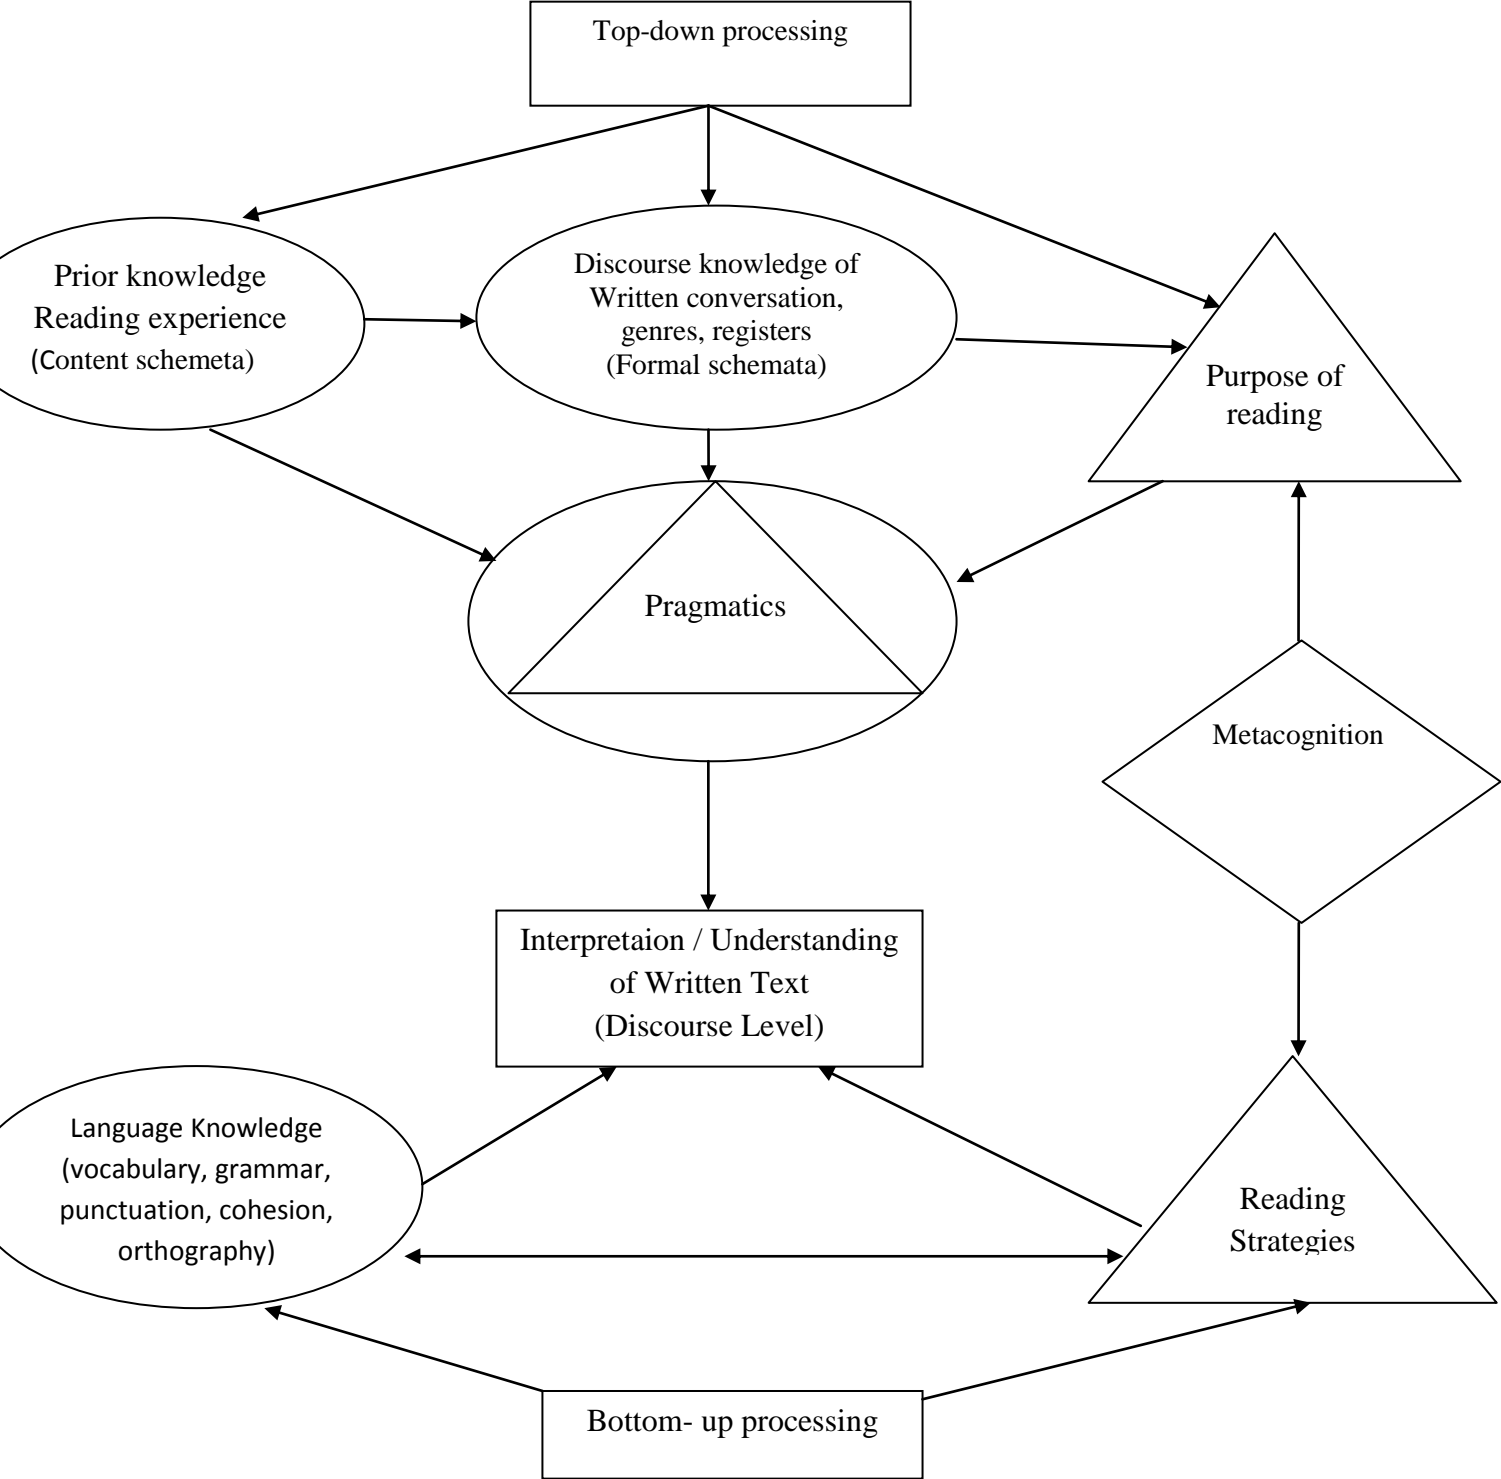 Top-down processing
Prior knowledge
Reading experience
(Content schemeta)
Discourse knowledge of
Written conversation,
genres, registers
(Formal schemata)
Purpose of
reading
Pragmatics
Metacognition
Interpretaion / Understanding
of Written Text
(Discourse Level)
Language Knowledge
(vocabulary, grammar,
punctuation, cohesion,
orthography)
Reading
Strategies
Bottom- up processing